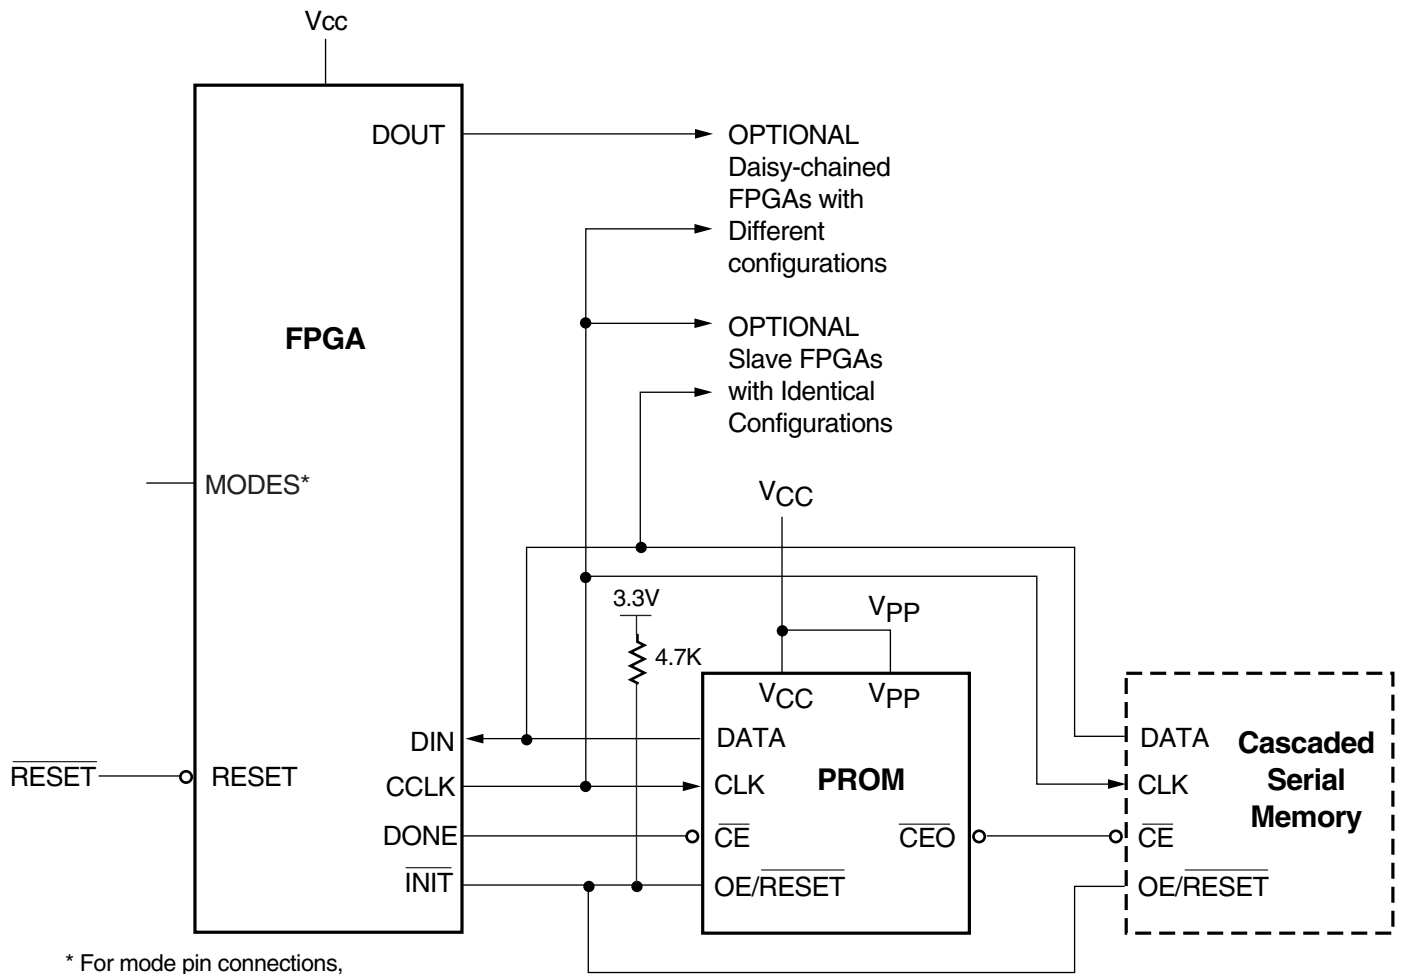 Vcc
DOUT
OPTIONAL
Daisy-chained
FPGAs with
Different
configurations
FPGA
OPTIONAL
Slave FPGAs
with Identical
Configurations
MODES*
VCC
3.3V
VPP
4.7K
VCC
VPP
DIN
DATA
DATA
Cascaded
Serial
Memory
RESET
RESET
CCLK
CLK
PROM
CLK
DONE
CE
CEO
CE
INIT
OE/RESET
OE/RESET
* For mode pin connections,